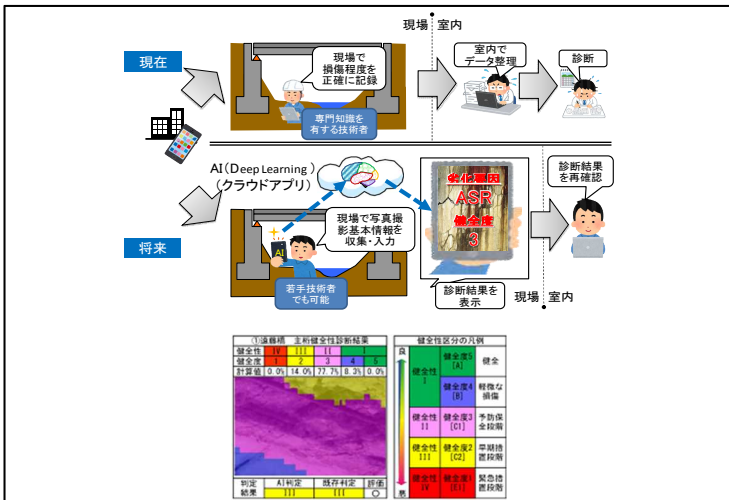 現場 室内
現在
現場で
損傷程度を
正確に記録
専門知識を
有する技術者
室内で
データ整理
診断
AI(Deep Learning)
(クラウドアプリ)
将来
AI
現場で写真撮
影基本情報を
収集・入力
若手技術者
でも可能
劣化要因
ASR
健全度
3
診断結果を
表示
診断結果
を再確認
現場 室内
①遠藤橋 主桁健全性診断結果
健全性 IV III II I
健全度 1 2 3 4 5
計算値 0.0% 14.0% 77.7% 8.3% 0.0%
判定
結果
AI判定 既存判定 評価
III III ○
健全性区分の凡例
良
悪
健全性
I
健全度5
[A]
健全
健全度4
[B]
軽微な
損傷
健全性
II
健全度3
[C1]
予防保
全段階
健全性
III
健全度2
[C2]
早期措
置段階
健全性
IV
健全度1
[E1]
緊急措
置段階